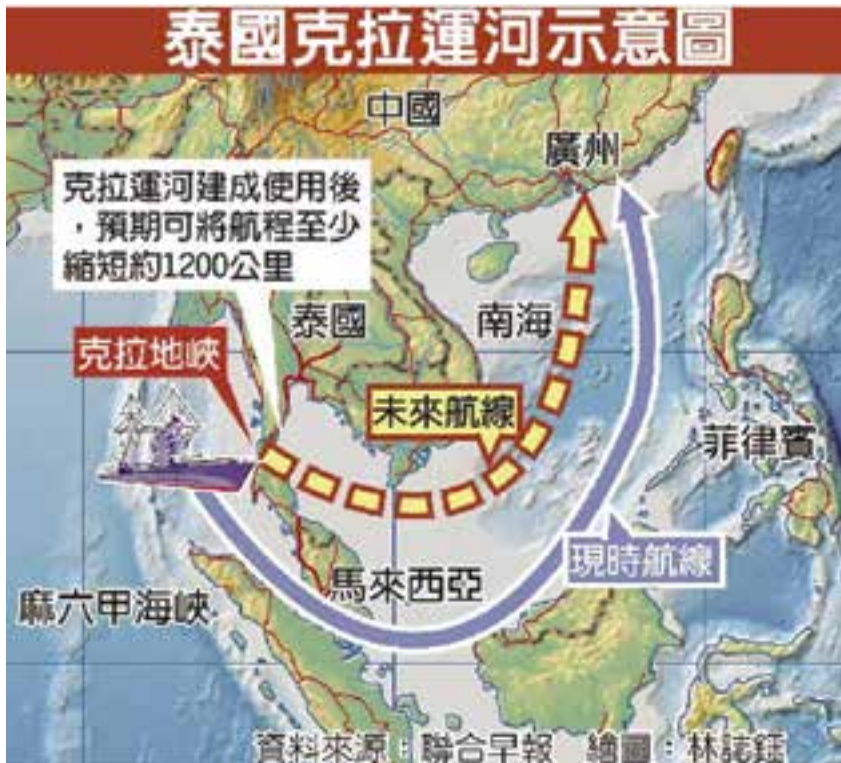 泰國克拉運河示意圖
中國
廣州
克拉運河建成使用後
,預期可將航程至少
縮短約1200公里
泰國
南海
克拉地峽
未來航線
菲律賓
現時航線
馬來西亞
麻六甲海峽
資料來源:聯合早報 繪圖:林誌鈺